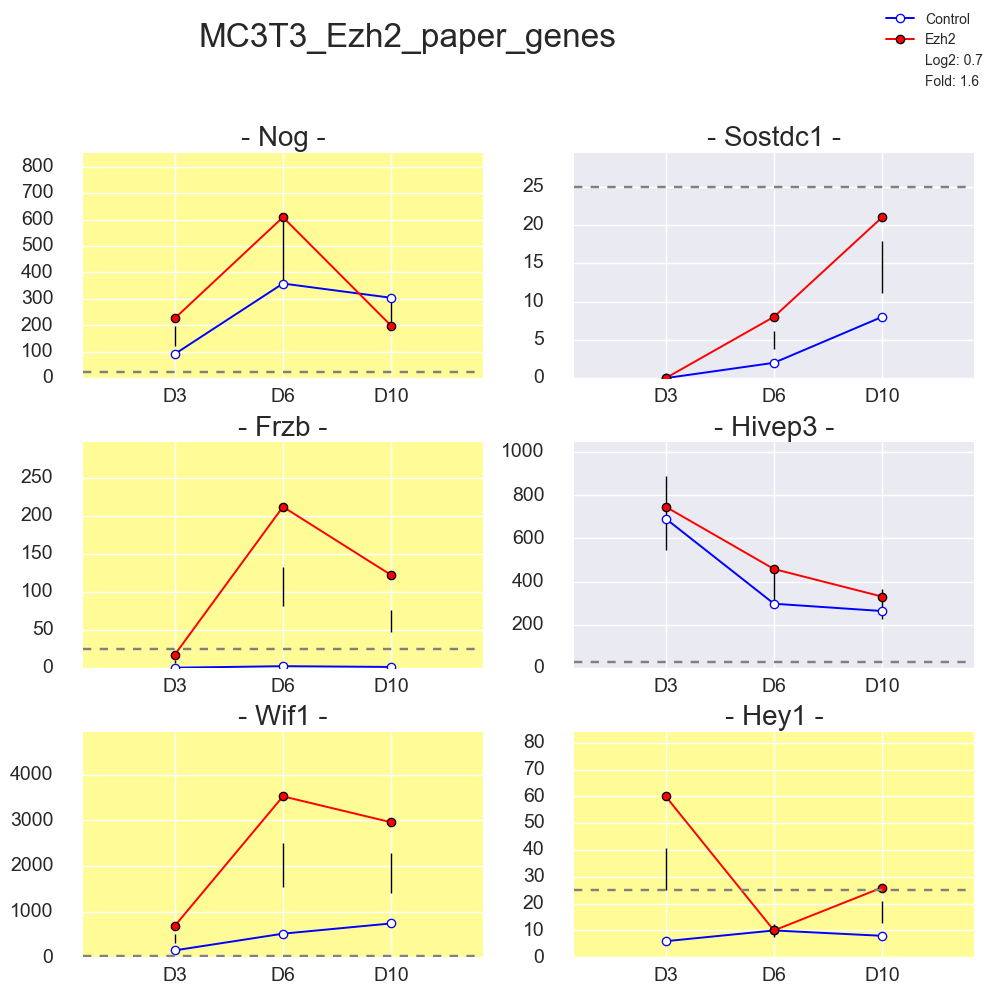 MC3T3_Ezh2_paper_genes
Control
Ezh2
Log2: 0.7
Fold: 1.6
- Nog -
800
700
600
500
400
300
200
100
0
D3 D6 D10
- Sostdc1 -
25
20
15
10
5
0
D3 D6 D10
- Frzb -
250
200
150
100
50
0
D3 D6 D10
- Hivep3 -
1000
800
600
400
200
0
D3 D6 D10
- Wif1 -
4000
3000
2000
1000
0
D3 D6 D10
- Hey1 -
80
70
60
50
40
30
20
10
0
D3 D6 D10